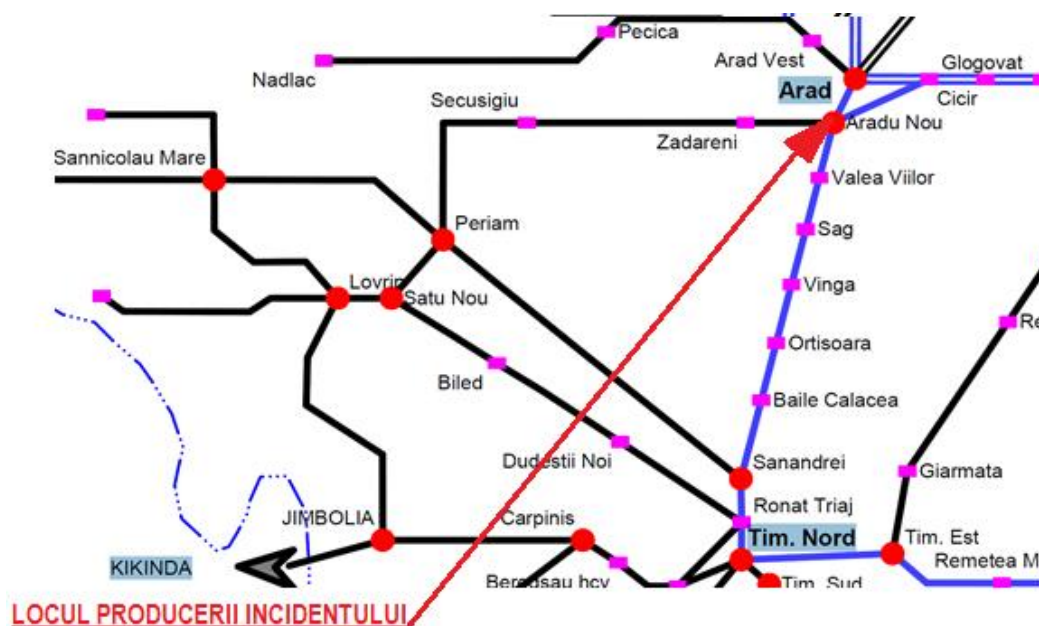 Pecica
Arad Vest
Glogovat
Nadlac
Arad
Cicir
Secusigiu
Zadareni
Aradu Nou
Sannicolau Mare
Valea Viilor
Periam
Sag
Lovrin
Satu Nou
Vinga
Ortisoara
Biled
Baile Calacea
Dudestii Noi
Sanandrei
Giarmata
Ronat Triaj
JIMBOLIA
Carpinis
Tim. Nord
Tim. Est
KIKINDA
Remetea M
Tim. Sud
LOCUL PRODUCERII INCIDENTULUI